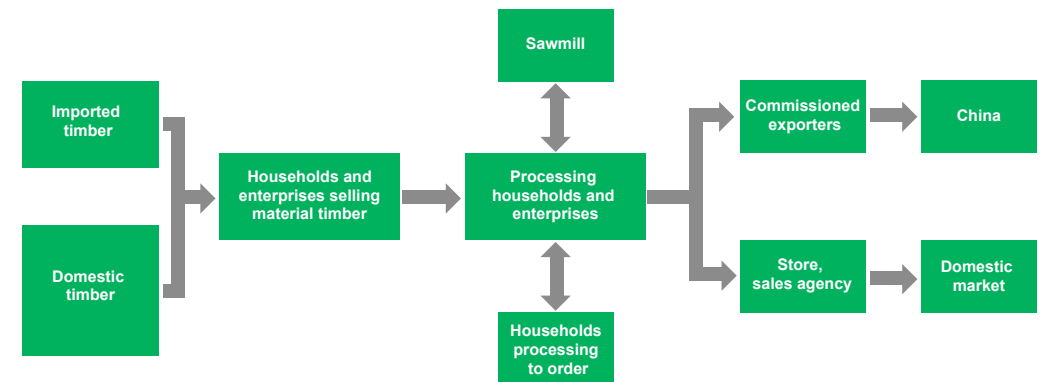 Imported
timber
Domestic
timber
Households and
enterprises selling
material timber
Sawmill
Processing
households and
enterprises
Households
processing
to order
Commissioned
exporters
China
Store,
sales agency
Domestic
market